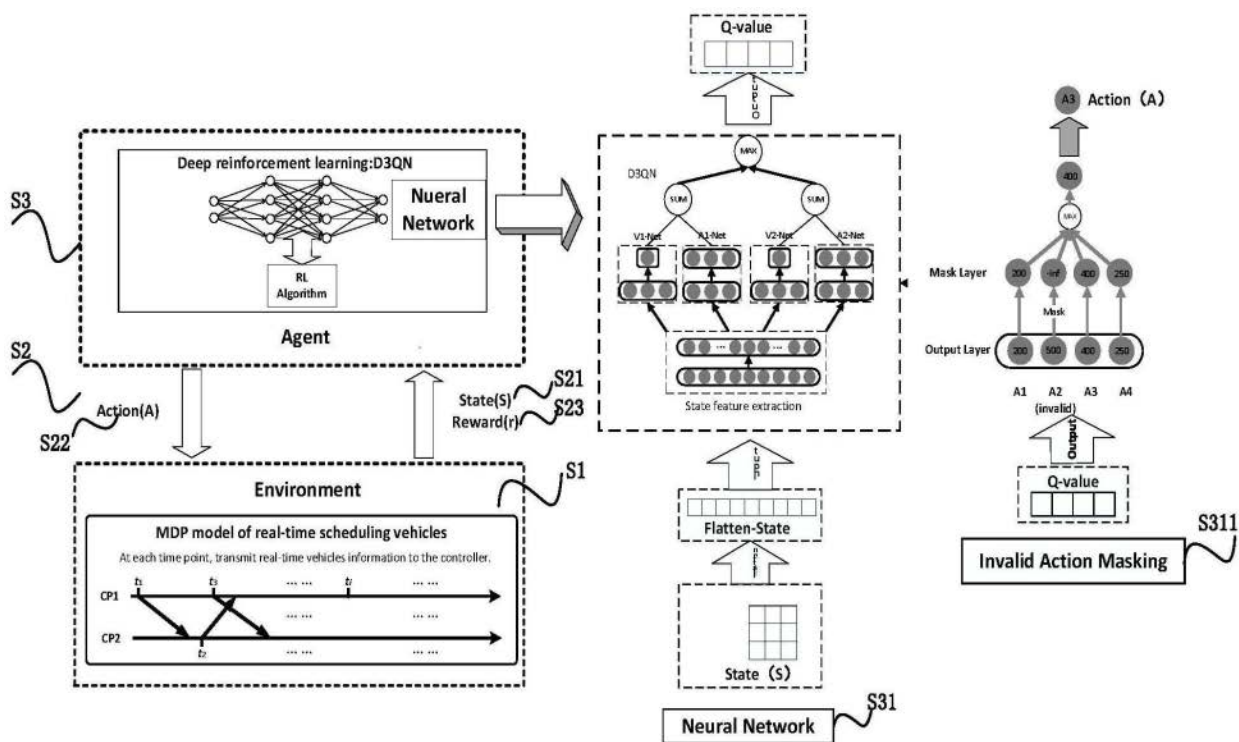 Q-value
Output
MAX
D3QN
SUM
SUM
V1-Net
A1-Net
V2-Net
A2-Net
... ...
State feature extraction
Flatten-State
State (S)
Neural Network
S31
S3
Deep reinforcement learning:D3QN
Nueral
Network
RL
Algorithm
Agent
S2
Action(A)
S22
State(S)
S21
Reward(r)
S23
Environment
S1
MDP model of real-time scheduling vehicles
At each time point, transmit real-time vehicles information to the controller.
t1 t3 ... ... ... ...
CP1
... ... ... ...
CP2
t2 ... ... ... ...
A3 Action (A)
400
MAX
Mask Layer 200 -inf 400 250
Mask
Output Layer 200 500 400 250
A1 A2 A3 A4
(invalid)
Output
Q-value
S311
Invalid Action Masking